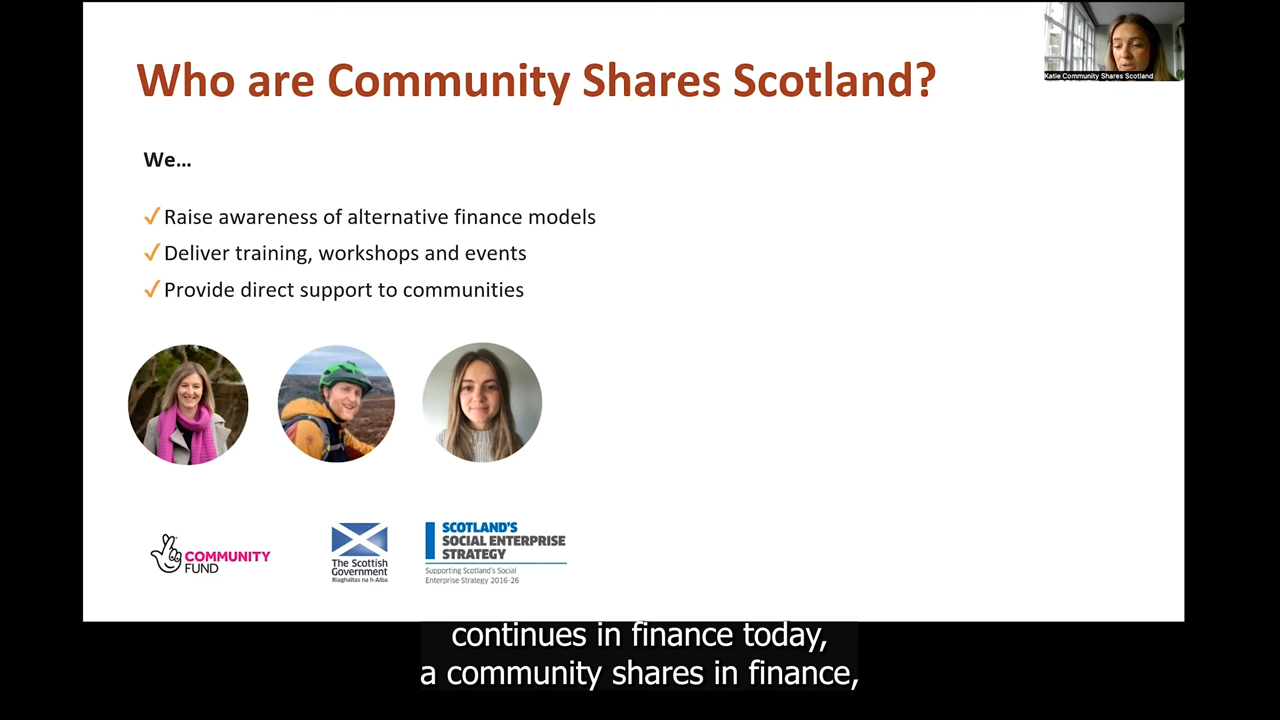 Who are Community Shares Scotland?
Katie Community Shares Scotland
We...
✓Raise awareness of alternative finance models
✓Deliver training, workshops and events
✓Provide direct support to communities
COMMUNITY
FUND
The Scottish
Government
Riaghaltas na h-Alba
SCOTLAND'S
SOCIAL ENTERPRISE
STRATEGY
Supporting Scotland's Social
Enterprise Strategy 2016-26
continues in finance today,
a community shares in finance,